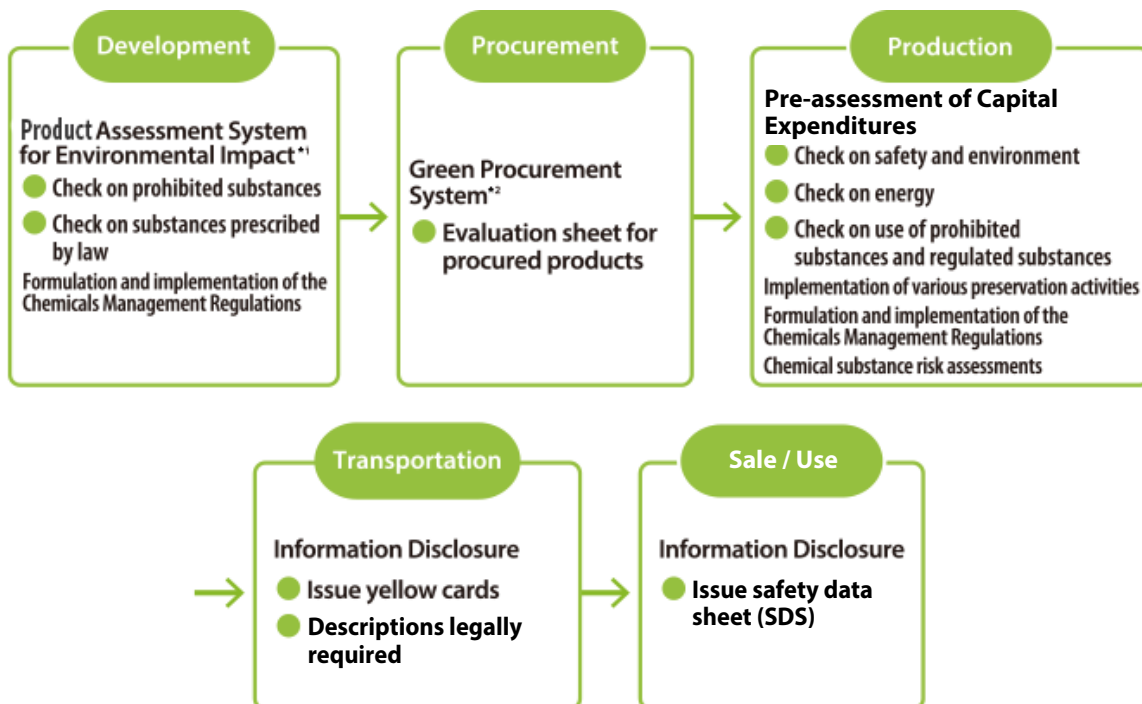 Development
Product Assessment System
for Environmental Impact*1
Check on prohibited substances
Check on substances prescribed
by law
Formulation and implementation of the
Chemicals Management Regulations
Procurement
Green Procurement
System*2
Evaluation sheet for
procured products
Production
Pre-assessment of Capital
Expenditures
Check on safety and environment
Check on energy
Check on use of prohibited
substances and regulated substances
Implementation of various preservation activities
Formulation and implementation of the
Chemicals Management Regulations
Chemical substance risk assessments
Transportation
Information Disclosure
Issue yellow cards
Descriptions legally
required
Sale / Use
Information Disclosure
Issue safety data
sheet (SDS)